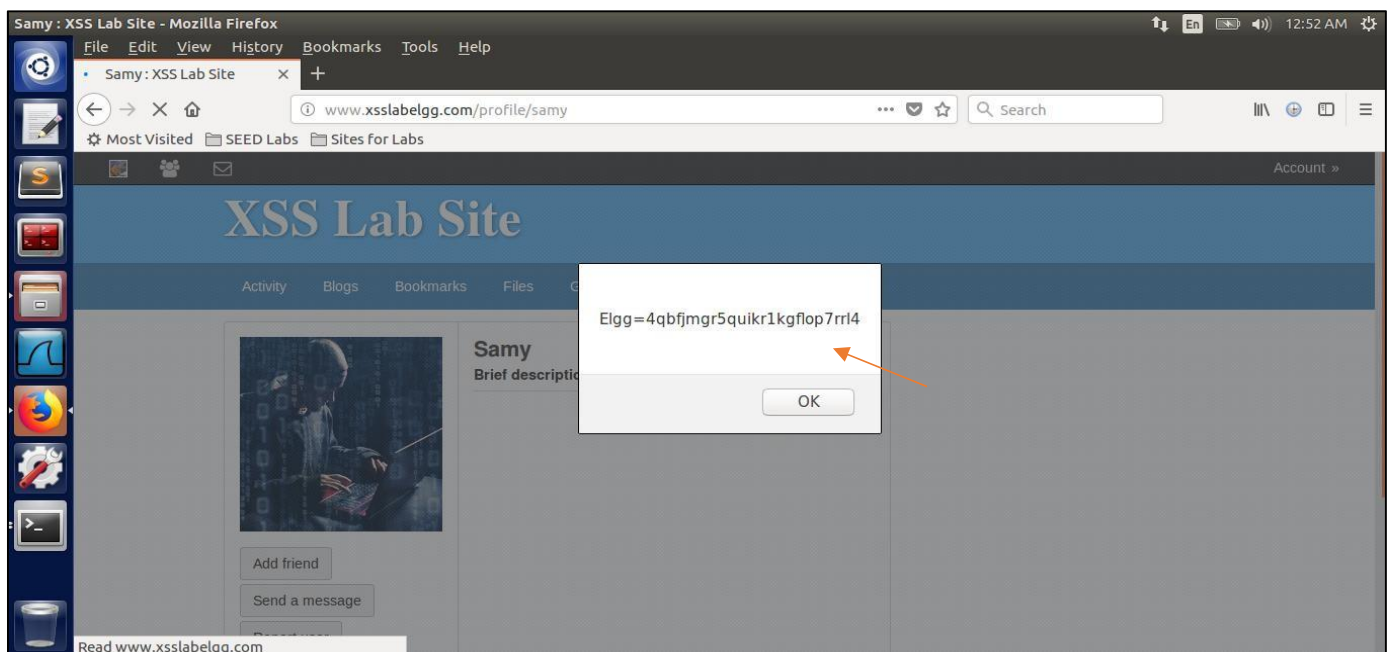 Samy : XSS Lab Site - Mozilla Firefox
En
12:52 AM
File Edit View History Bookmarks Tools Help
Samy : XSS Lab Site
www.xsslabelgg.com/profile/samy
Search
Most Visited SEED Labs Sites for Labs
Account »
XSS Lab Site
Activity Blogs Bookmarks Files G
Elgg=4qbfjmgr5quikr1kgflop7rrl4
OK
Samy
Brief descriptio
Add friend
Send a message
Read www.xsslabelgg.com